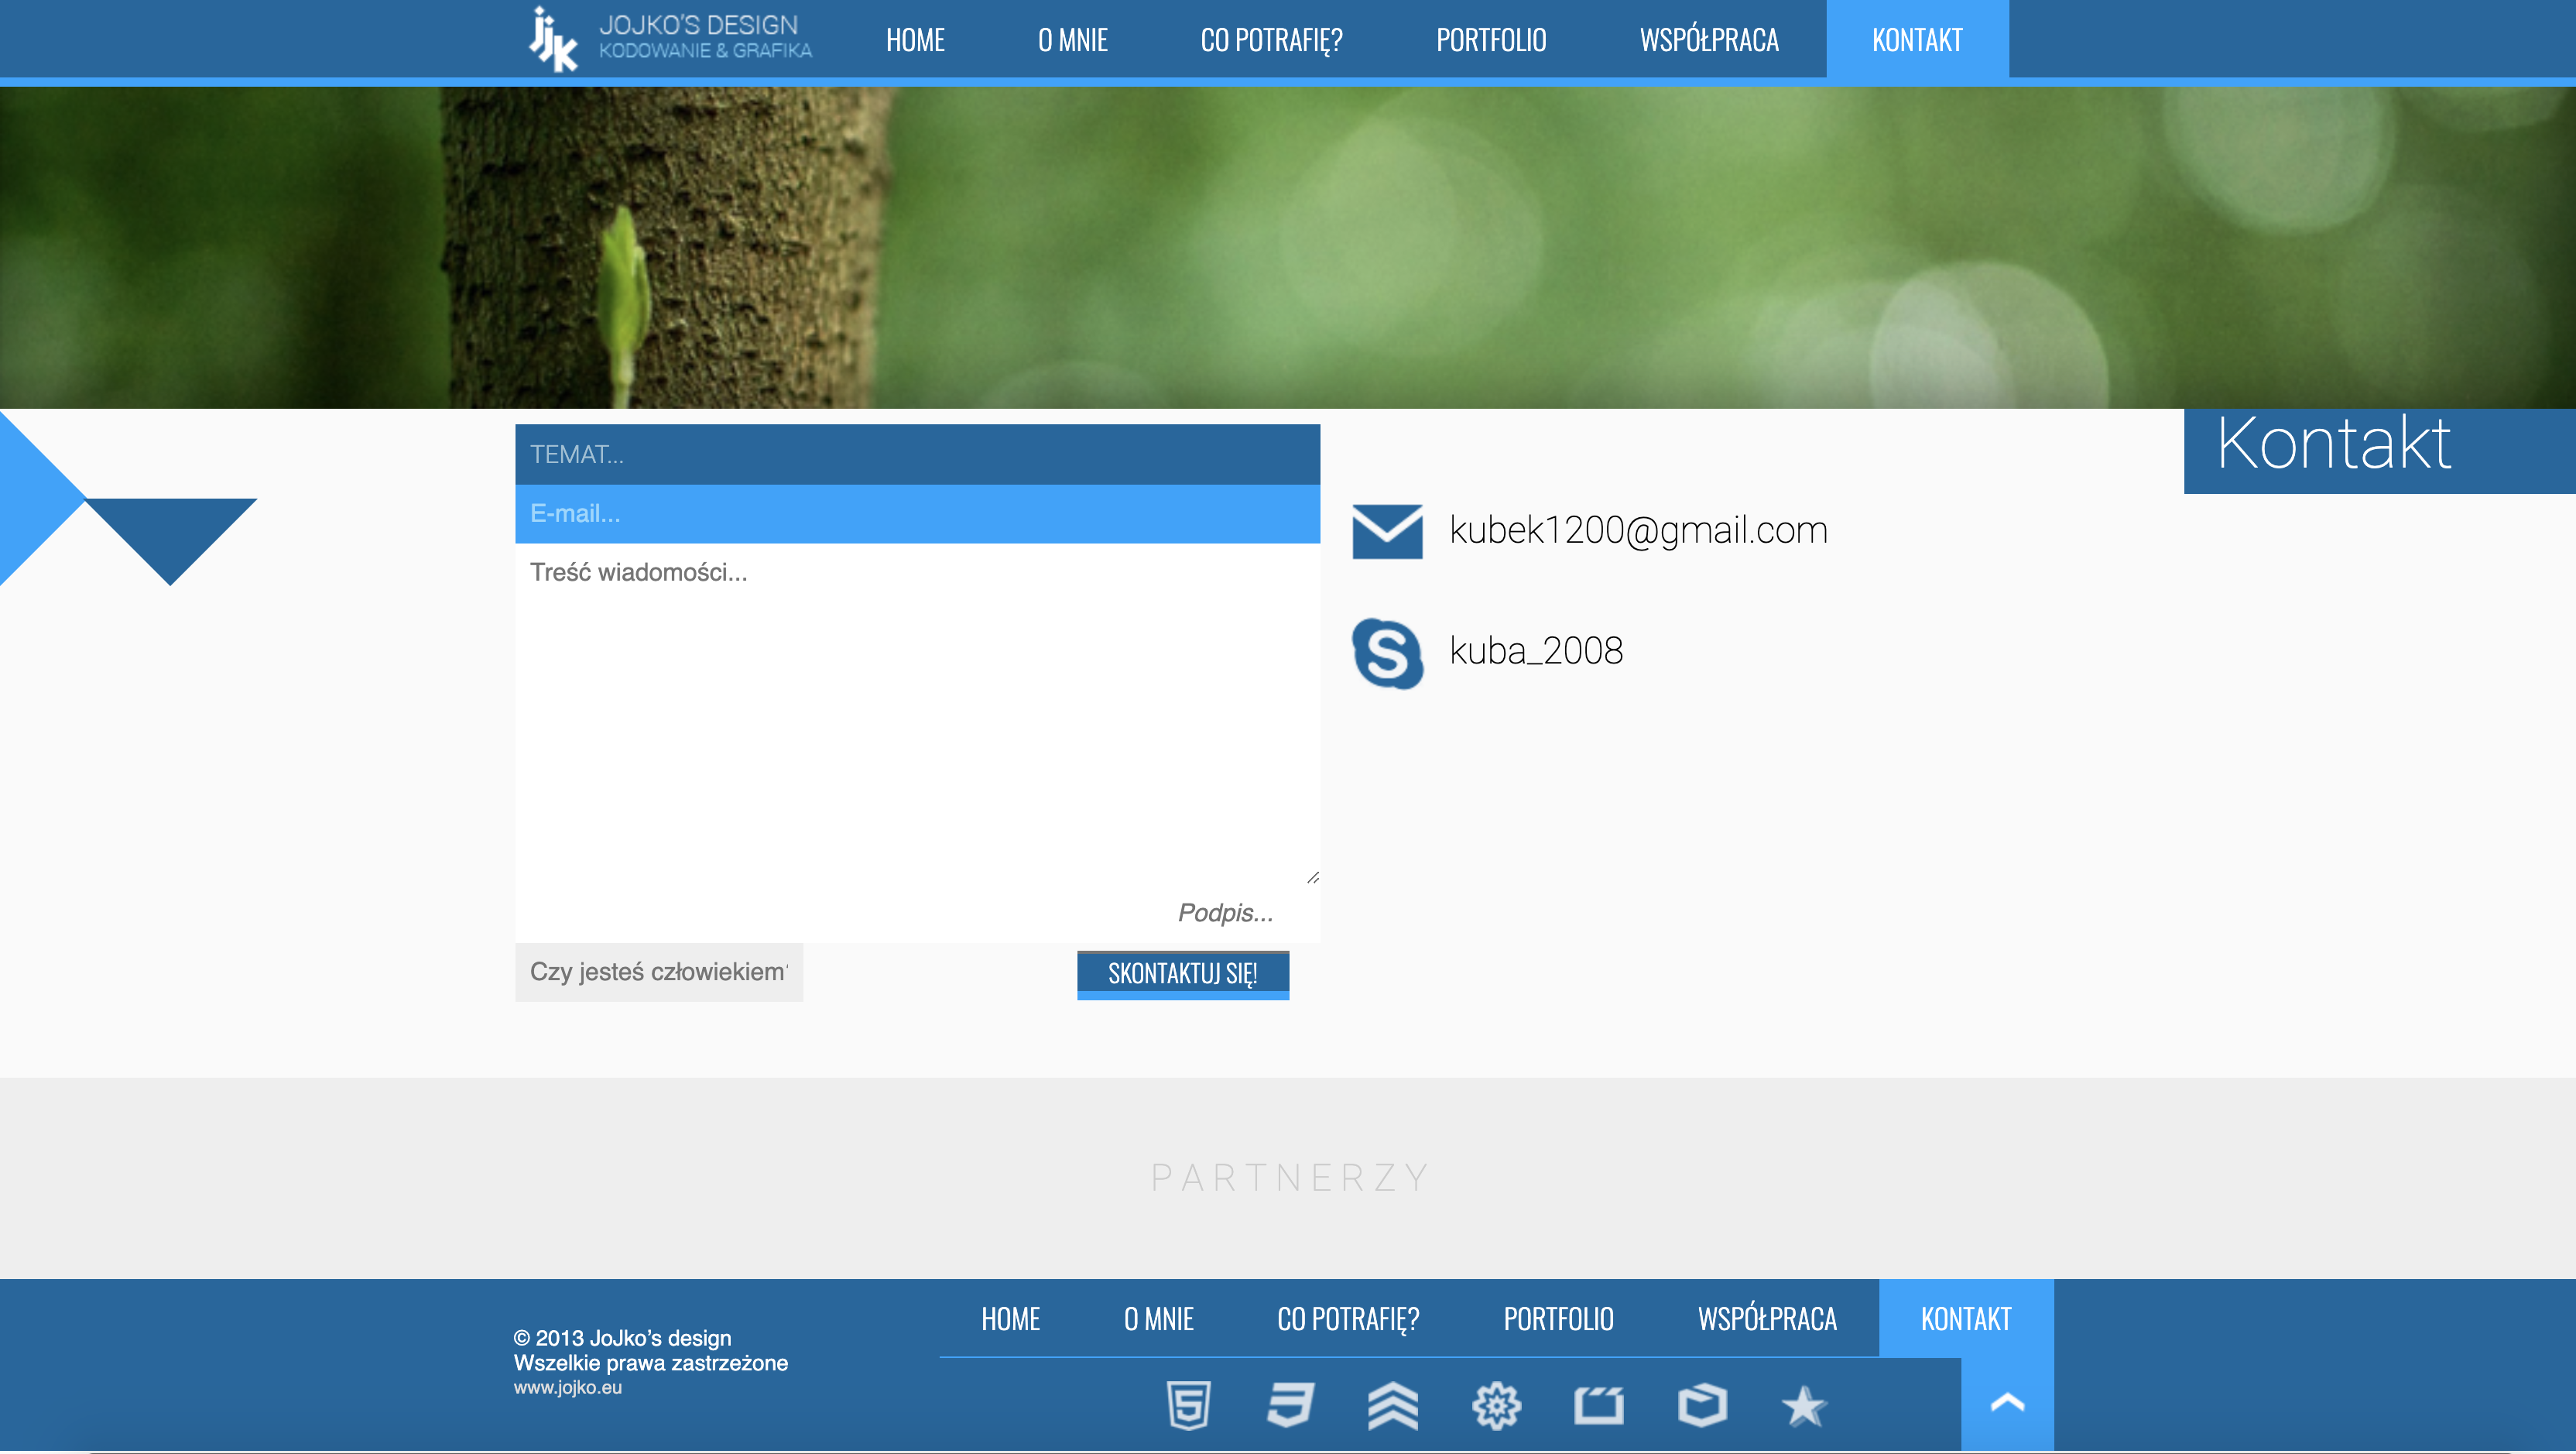 JOJKO'S DESIGN
KODOWANIE & GRAFIKA
HOME
O MNIE
CO POTRAFIĘ?
PORTFOLIO
WSPÓŁPRACA
KONTAKT
Kontakt
TEMAT...
E-mail...
Treść wiadomości...
Podpis...
Czy jesteś człowiekiem
SKONTAKTUJ SIĘ!
kubek1200@gmail.com
kuba_2008
PARTNERZY
HOME
O MNIE
CO POTRAFIĘ?
PORTFOLIO
WSPÓŁPRACA
KONTAKT
© 2013 JoJko’s design
Wszelkie prawa zastrzeżone
www.jojko.eu